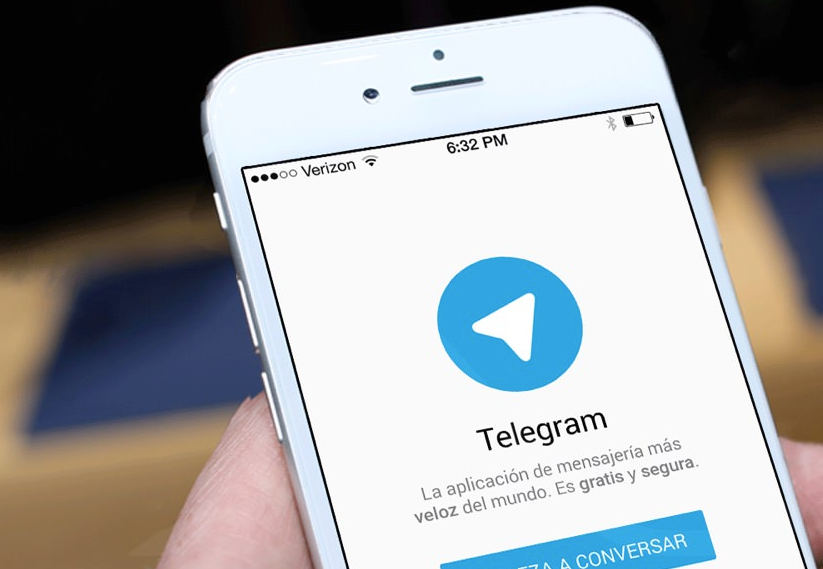 Verizon 6:32 PM
Telegram
La aplicación de mensajería más
veloz del mundo. Es gratis y segura.
A CONVERSAR